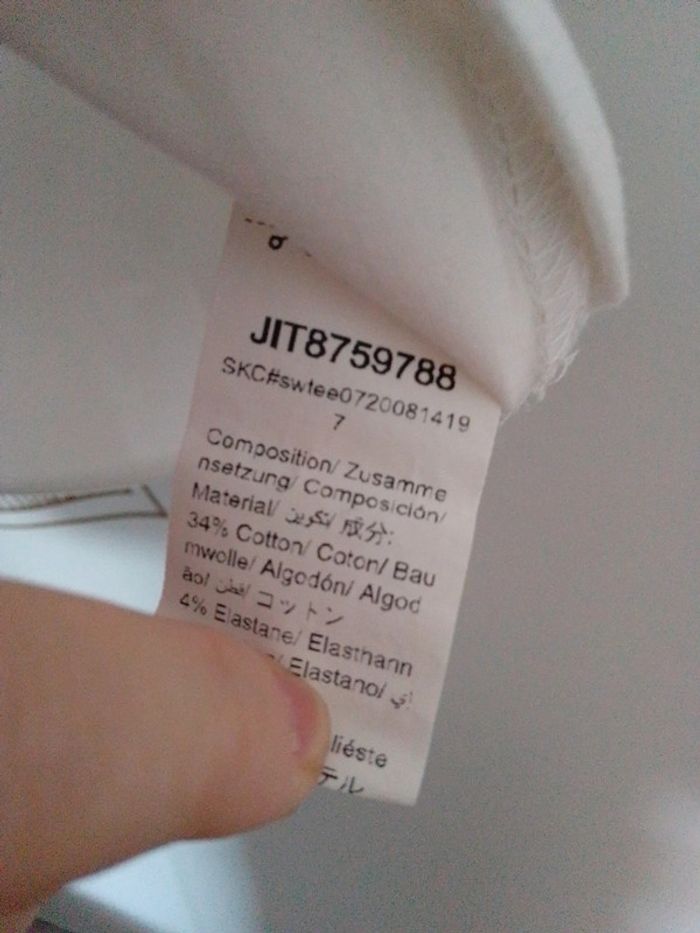 JIT8759788
SKC#swtee0720081419
7
Composition/ Zusamme
nsetzung/ Composición/
Material/ تكوين/ 成分:
34% Cotton/ Coton/ Bau
mwolle/ Algodón/ Algod
ão/ قطن/ コットン
4% Elastane/ Elasthann
/ Elastano/
liéste
テル